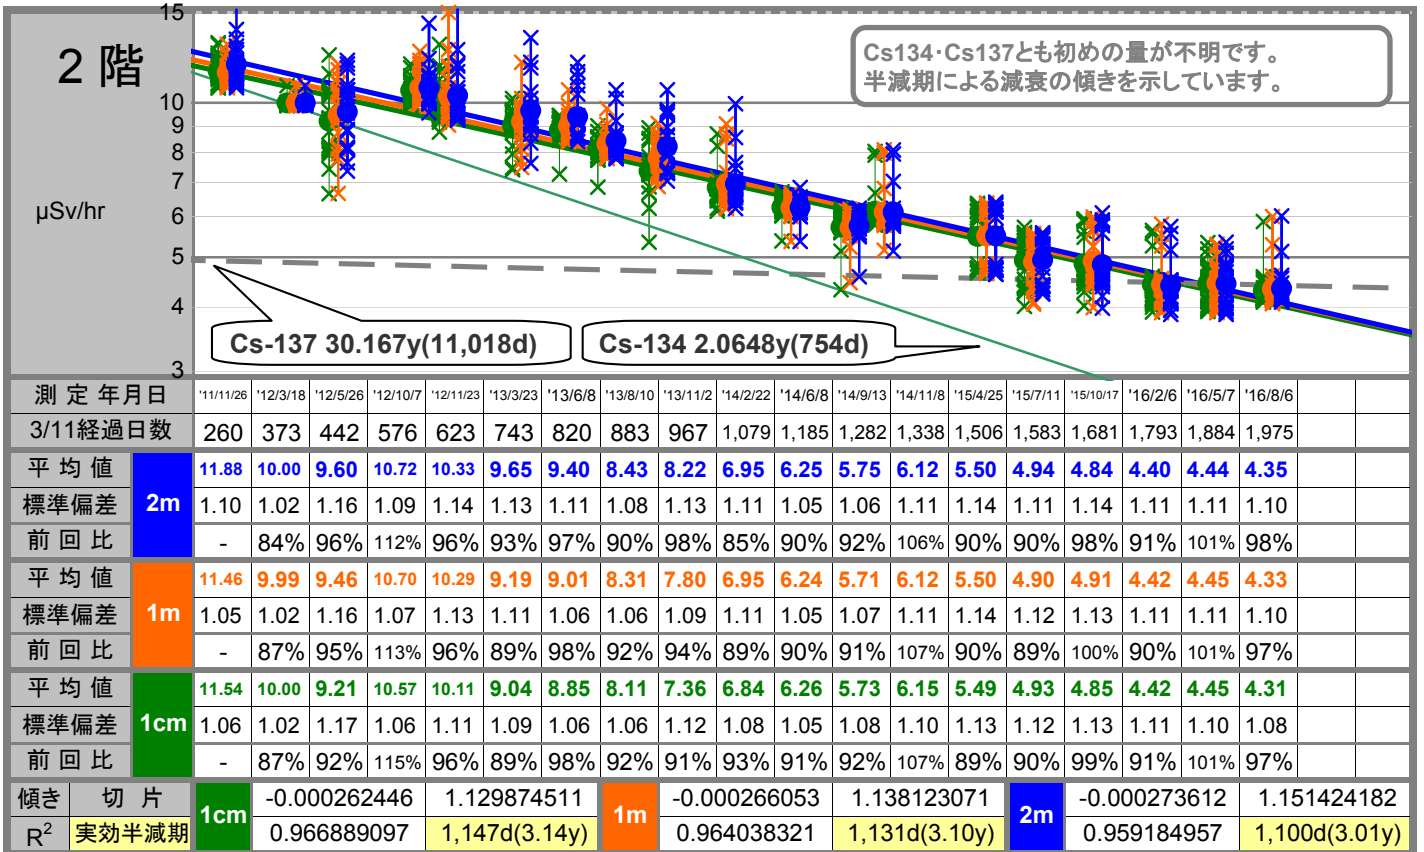 15
2 階
Cs134･Cs137とも初めの量が不明です。
半減期による減衰の傾きを示しています。
10
9
8
7
6
μSv/hr
5
4
Cs-137 30.167y(11,018d)
Cs-134 2.0648y(754d)
3
測 定 年月日 '11/11/26 '12/3/18 '12/5/26 '12/10/7 '12/11/23 '13/3/23 '13/6/8 '13/8/10 '13/11/2 '14/2/22 '14/6/8 '14/9/13 '14/11/8 '15/4/25 '15/7/11 '15/10/17 '16/2/6 '16/5/7 '16/8/6
3/11経過日数 260 373 442 576 623 743 820 883 967 1,079 1,185 1,282 1,338 1,506 1,583 1,681 1,793 1,884 1,975
平 均 値 11.88 10.00 9.60 10.72 10.33 9.65 9.40 8.43 8.22 6.95 6.25 5.75 6.12 5.50 4.94 4.84 4.40 4.44 4.35
標準偏差 2m 1.10 1.02 1.16 1.09 1.14 1.13 1.11 1.08 1.13 1.11 1.05 1.06 1.11 1.14 1.11 1.14 1.11 1.11 1.10
前 回 比 - 84% 96% 112% 96% 93% 97% 90% 98% 85% 90% 92% 106% 90% 90% 98% 91% 101% 98%
平 均 値 11.46 9.99 9.46 10.70 10.29 9.19 9.01 8.31 7.80 6.95 6.24 5.71 6.12 5.50 4.90 4.91 4.42 4.45 4.33
標準偏差 1m 1.05 1.02 1.16 1.07 1.13 1.11 1.06 1.06 1.09 1.11 1.05 1.07 1.11 1.14 1.12 1.13 1.11 1.11 1.10
前 回 比 - 87% 95% 113% 96% 89% 98% 92% 94% 89% 90% 91% 107% 90% 89% 100% 90% 101% 97%
平 均 値 11.54 10.00 9.21 10.57 10.11 9.04 8.85 8.11 7.36 6.84 6.26 5.73 6.15 5.49 4.93 4.85 4.42 4.45 4.31
標準偏差 1cm 1.06 1.02 1.17 1.06 1.11 1.09 1.06 1.06 1.12 1.08 1.05 1.08 1.10 1.13 1.12 1.13 1.11 1.10 1.08
前 回 比 - 87% 92% 115% 96% 89% 98% 92% 91% 93% 91% 92% 107% 89% 90% 99% 91% 101% 97%
傾き 切 片 1cm -0.000262446 1.129874511 1m -0.000266053 1.138123071 2m -0.000273612 1.151424182
R² 実効半減期 0.966889097 1,147d(3.14y) 0.964038321 1,131d(3.10y) 0.959184957 1,100d(3.01y)